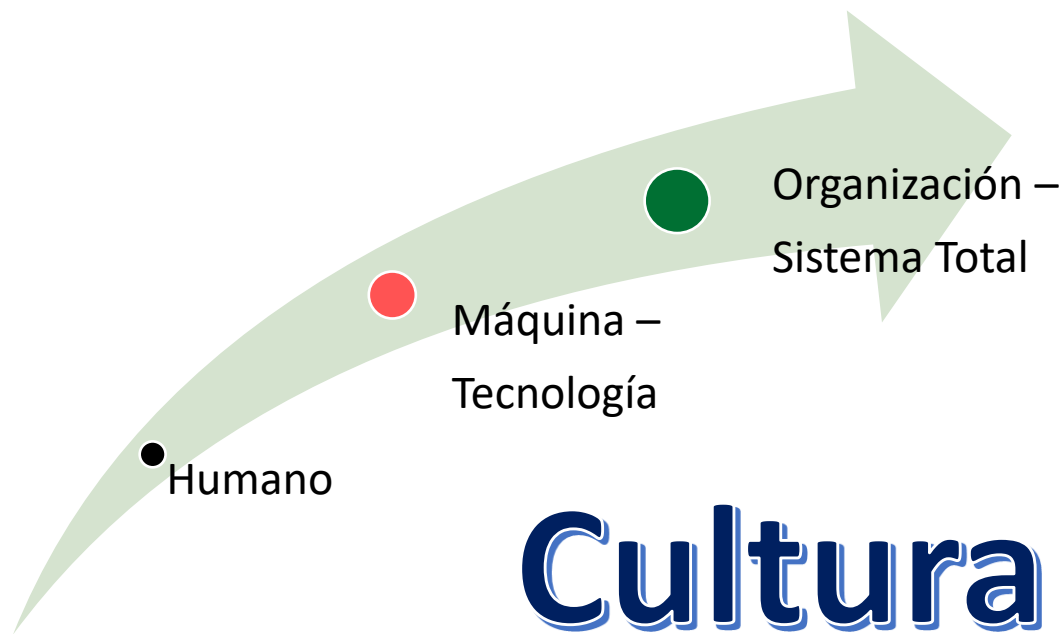 Organización –
Sistema Total
Máquina –
Tecnología
Humano
Cultura